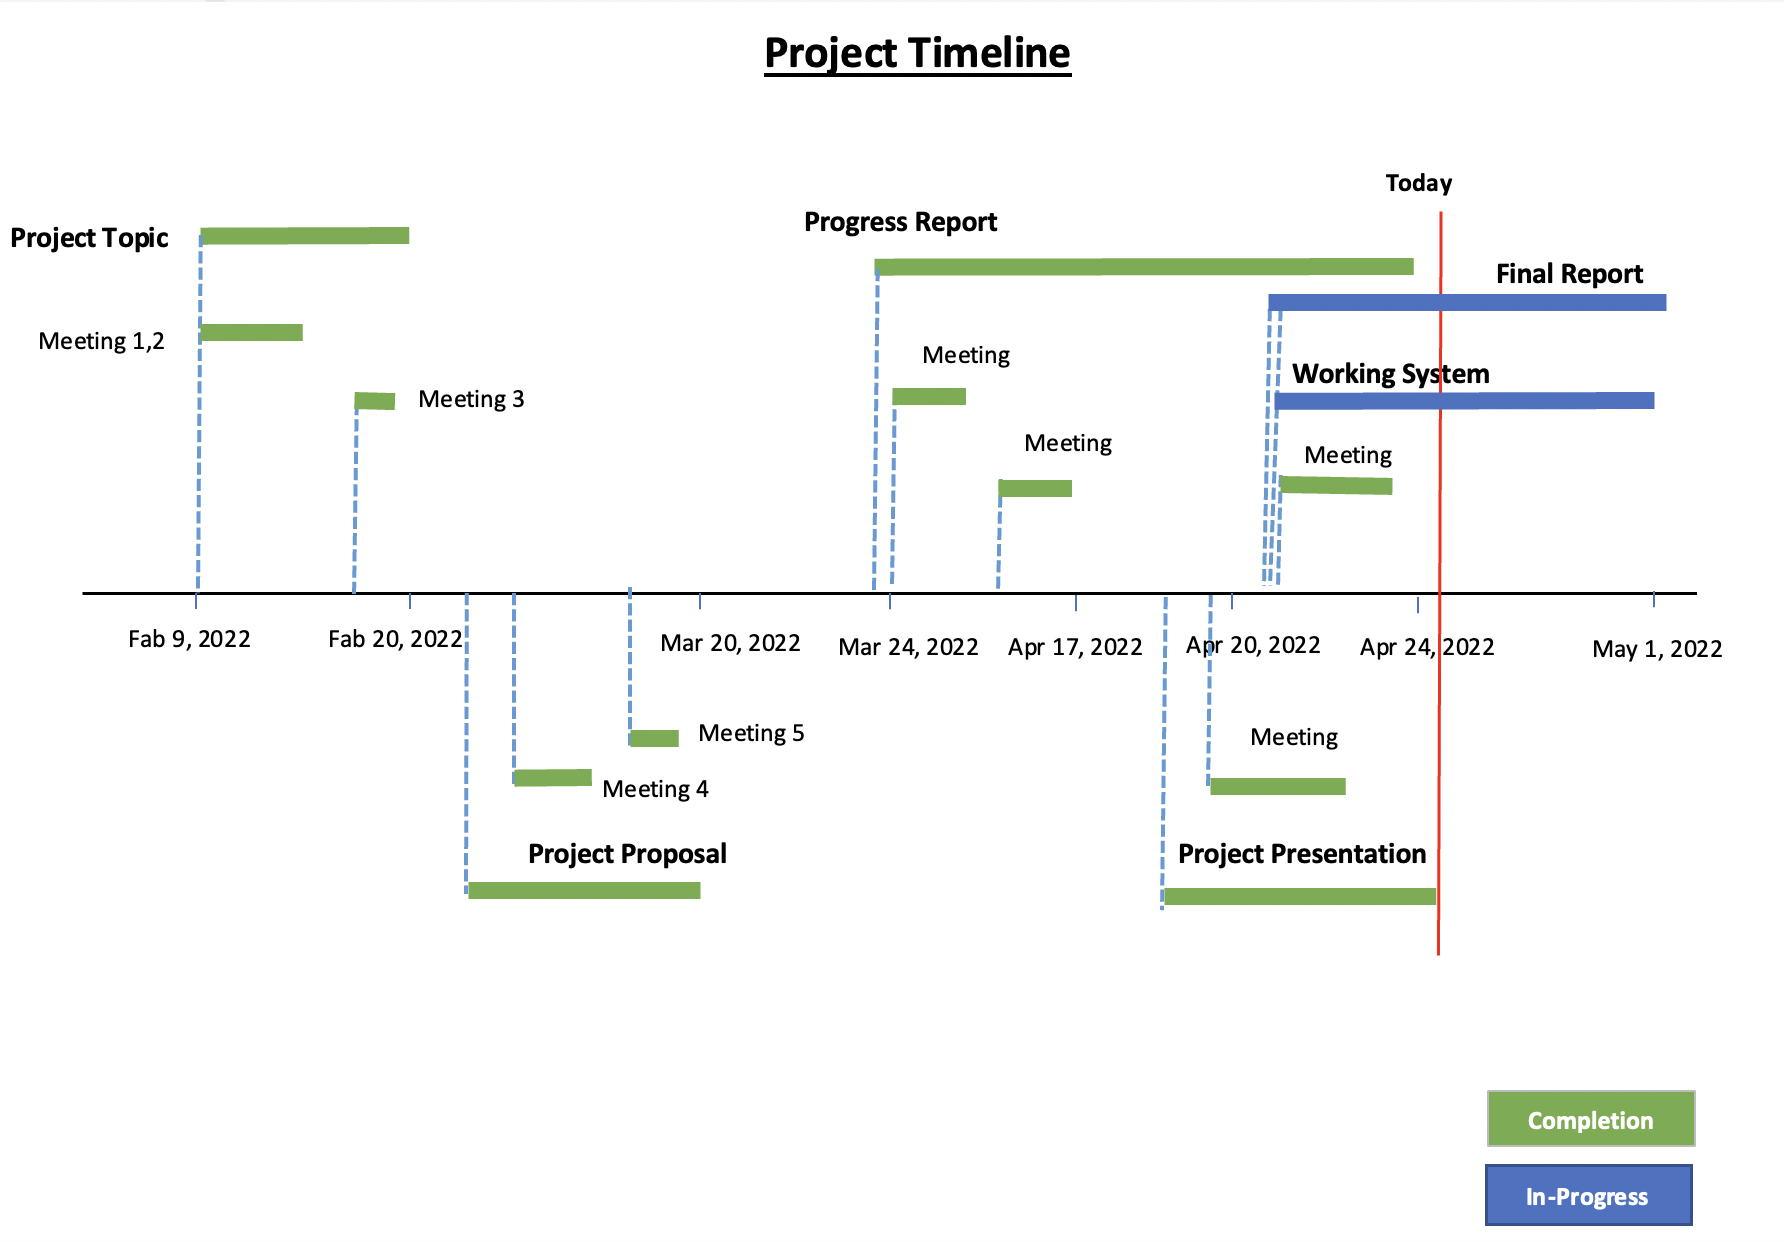 Project Timeline
Today
Project Topic
Progress Report
Final Report
Meeting 1,2
Meeting
Working System
Meeting 3
Meeting
Meeting
Fab 9, 2022
Fab 20, 2022
Mar 20, 2022
Mar 24, 2022
Apr 17, 2022
Apr 20, 2022
Apr 24, 2022
May 1, 2022
Meeting 5
Meeting
Meeting 4
Project Proposal
Project Presentation
Completion
In-Progress